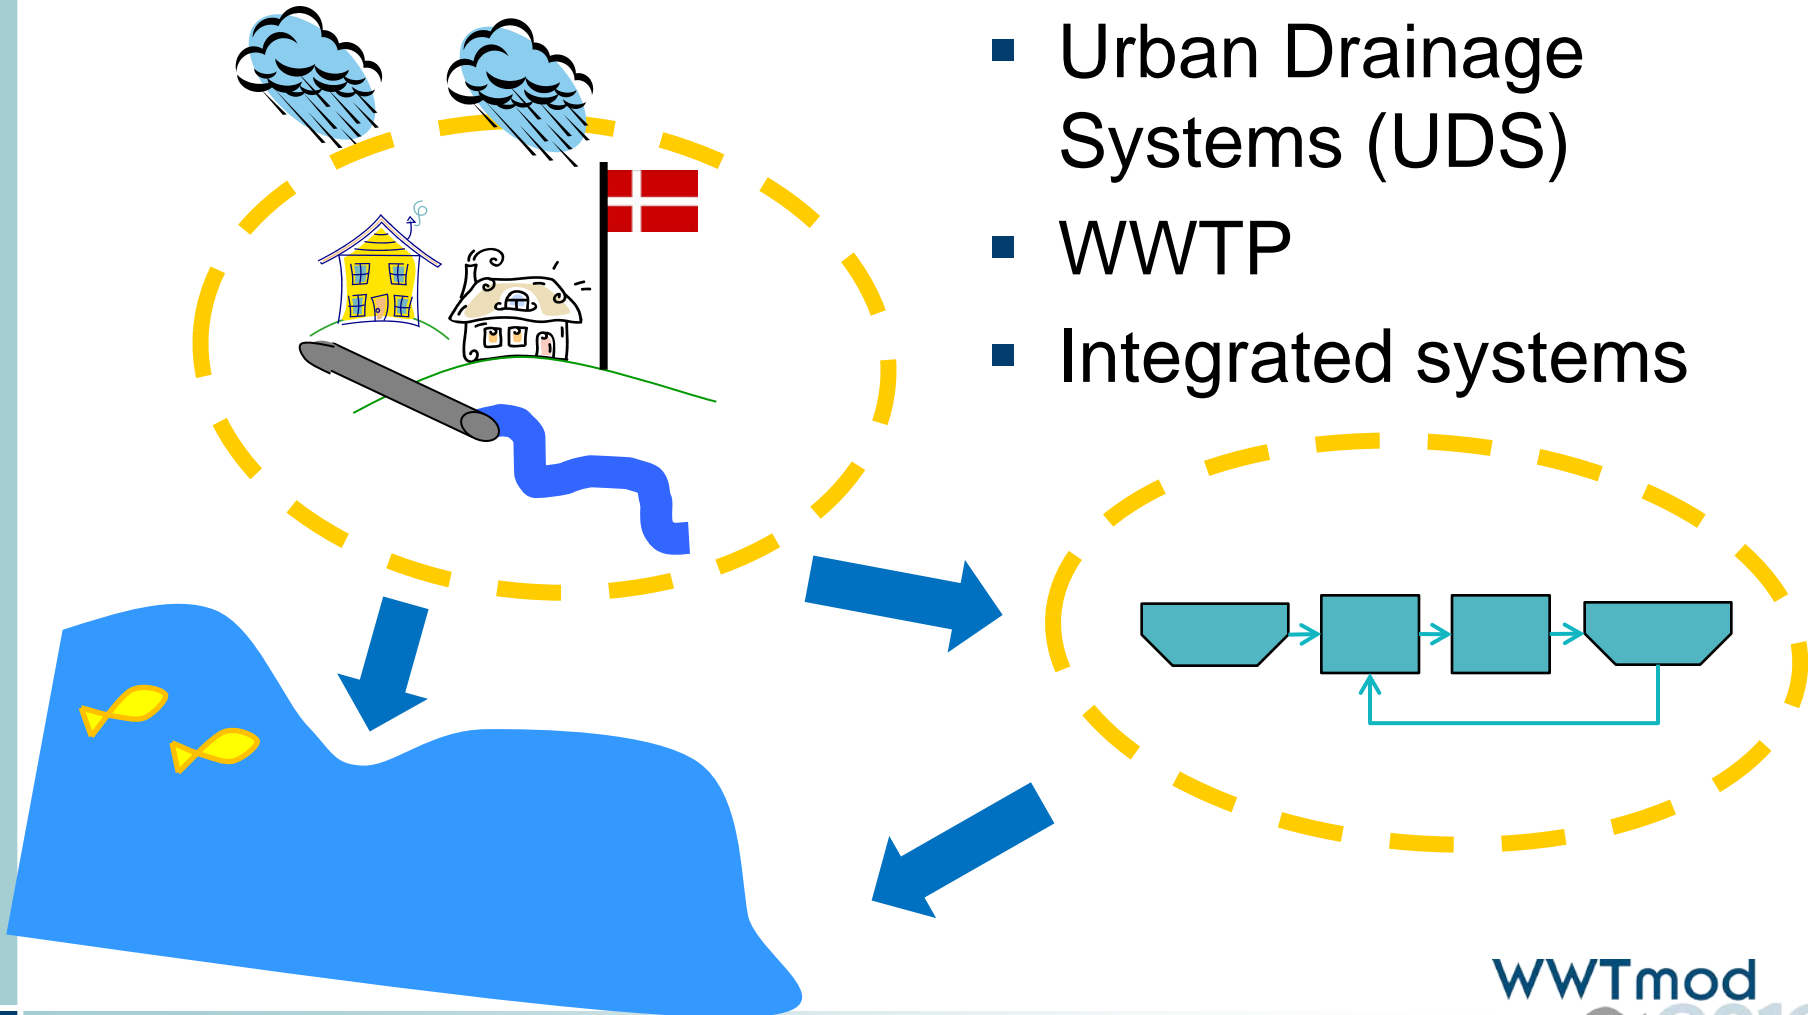 Urban Drainage
Systems (UDS)
WWTP
Integrated systems
WWTmod